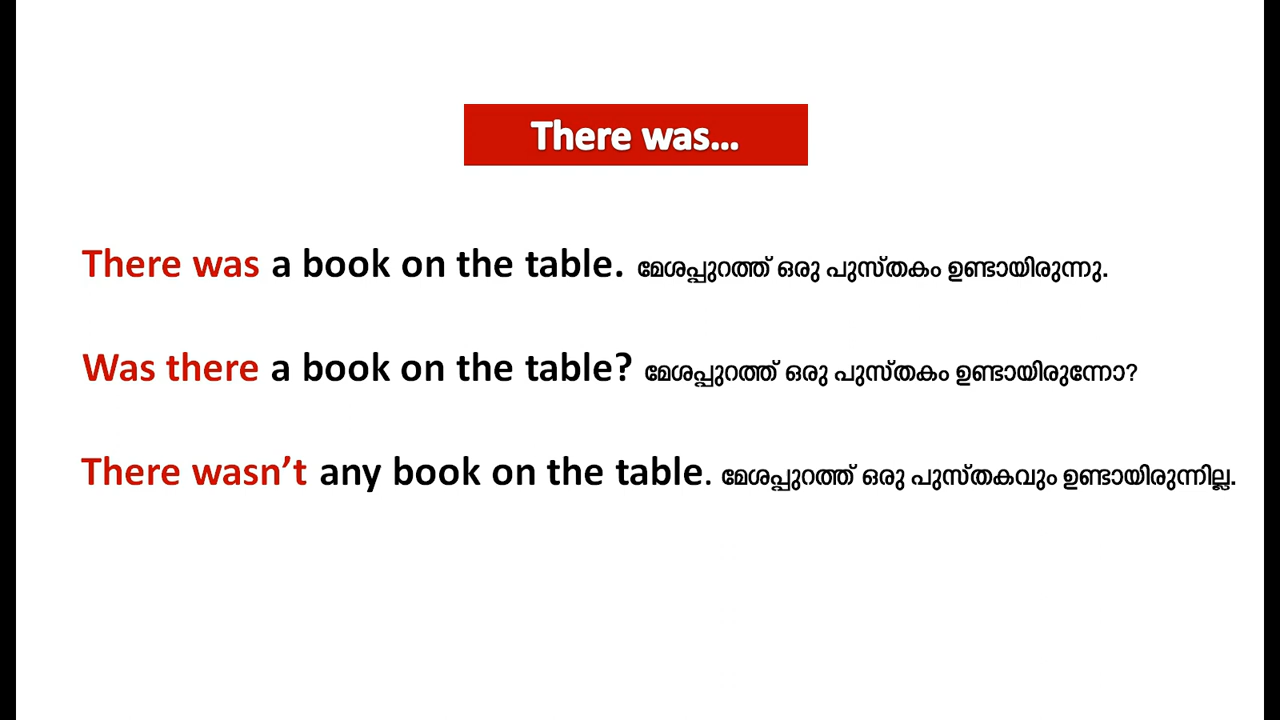 There was...
There was a book on the table. മേശപ്പുറത്ത് ഒരു പുസ്തകം ഉണ്ടായിരുന്നു.
Was there a book on the table? മേശപ്പുറത്ത് ഒരു പുസ്തകം ഉണ്ടായിരുന്നോ?
There wasn’t any book on the table. മേശപ്പുറത്ത് ഒരു പുസ്തകവും ഉണ്ടായിരുന്നില്ല.